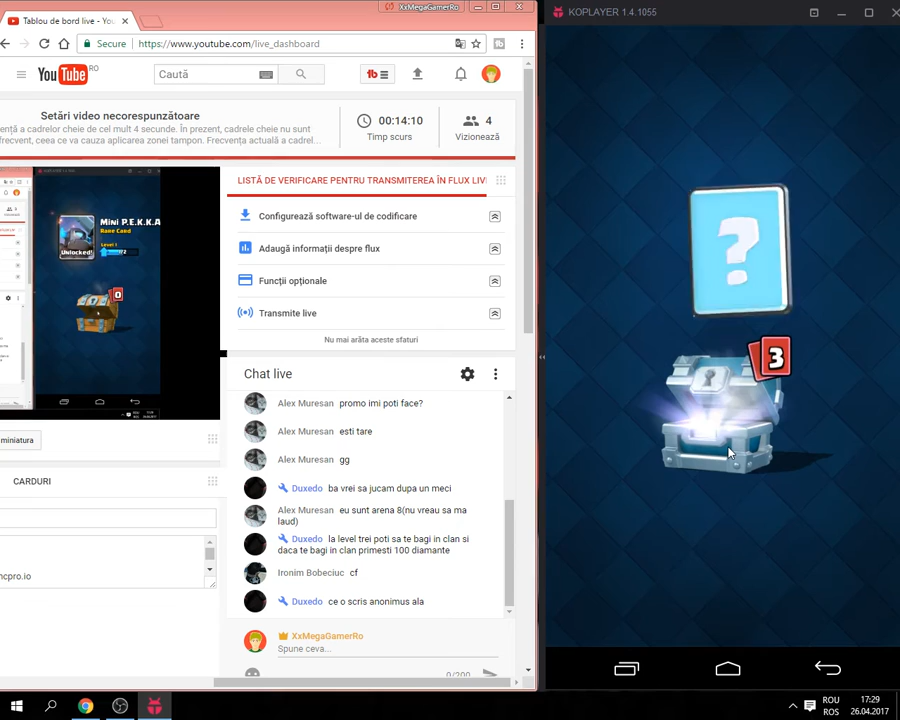 XxMegaGamerRo
KOPLAYER 1.4.1055
Tablou de bord live - You
Secure
https://www.youtube.com/live_dashboard
YouTube RO
Caută
Setări video necorespunzătoare
ență a cadrelor cheie de cel mult 4 secunde. În prezent, cadrele cheie nu sunt
frecvent, ceea ce va cauza aplicarea zonei tampon. Frecvența actuală a cadrel...
00:14:10
Timp scurs
4
Vizionează
LISTĂ DE VERIFICARE PENTRU TRANSMITEREA ÎN FLUX LIV
Configurează software-ul de codificare
Adaugă informații despre flux
Funcții opționale
Transmite live
Nu mai arăta aceste sfaturi
Mini P.E.K.K.A
Rare Card
Level 1
Unlocked!
0
Chat live
Alex Muresan promo imi poti face?
Alex Muresan esti tare
Alex Muresan gg
Duxedo ba vrei sa jucam dupa un meci
Alex Muresan eu sunt arena 8(nu vreau sa ma
laud)
Duxedo la level trei poti sa te bagi in clan si
daca te bagi in clan primesti 100 diamante
Ironim Bobeciuc cf
Duxedo ce o scris anonimus ala
XxMegaGamerRo
Spune ceva...
0/200
miniatura
CARDURI
ncpro.io
?
3
ROU
ROS
17:29
26.04.2017